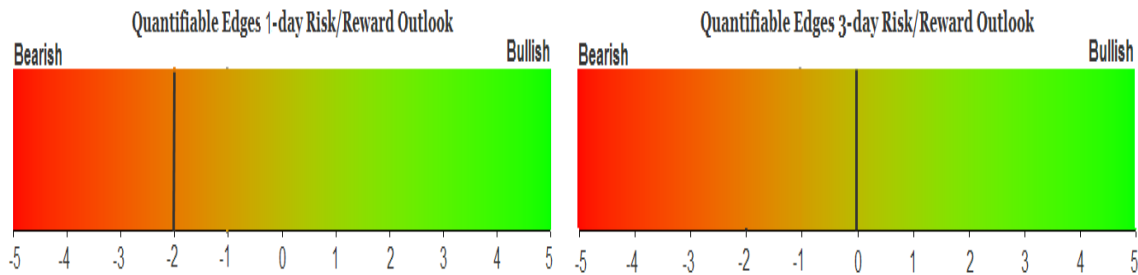 Quantifiable Edges 1-day Risk/Reward Outlook
Bearish Bullish
-5 -4 -3 -2 -1 0 1 2 3 4 5
Quantifiable Edges 3-day Risk/Reward Outlook
Bearish Bullish
-5 -4 -3 -2 -1 0 1 2 3 4 5